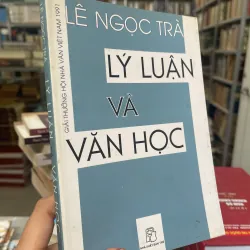 LÊ NGỌC TRÀ
LÝ LUẬN
VÀ
VĂN HỌC
GIẢI THƯỞNG HỘI NHÀ VĂN VIỆT NAM 1991